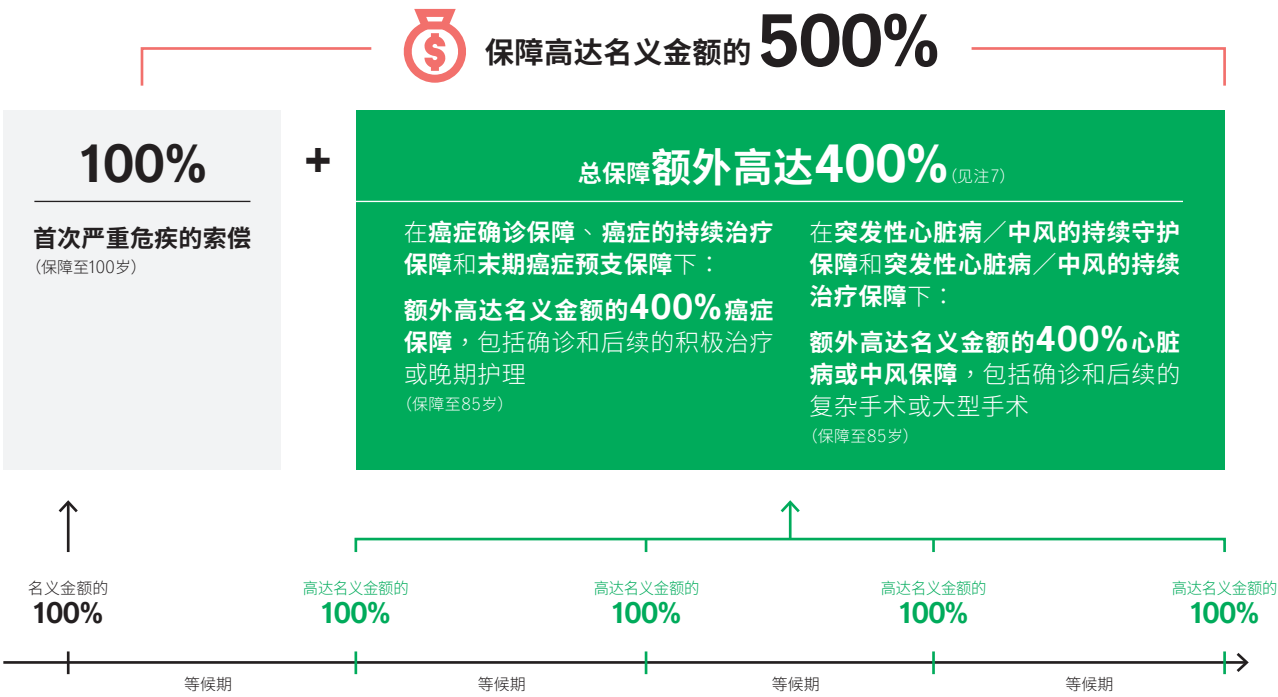 保障高达名义金额的 500%
100%
首次严重危疾的索偿
(保障至100岁)
+
总保障额外高达400%(见注7)
在癌症确诊保障、癌症的持续治疗
保障和末期癌症预支保障下：
额外高达名义金额的400%癌症
保障，包括确诊和后续的积极治疗
或晚期护理
(保障至85岁)
在突发性心脏病／中风的持续守护
保障和突发性心脏病／中风的持续
治疗保障下：
额外高达名义金额的400%心脏
病或中风保障，包括确诊和后续的
复杂手术或大型手术
(保障至85岁)
名义金额的
100%
高达名义金额的
100%
高达名义金额的
100%
高达名义金额的
100%
高达名义金额的
100%
等候期
等候期
等候期
等候期